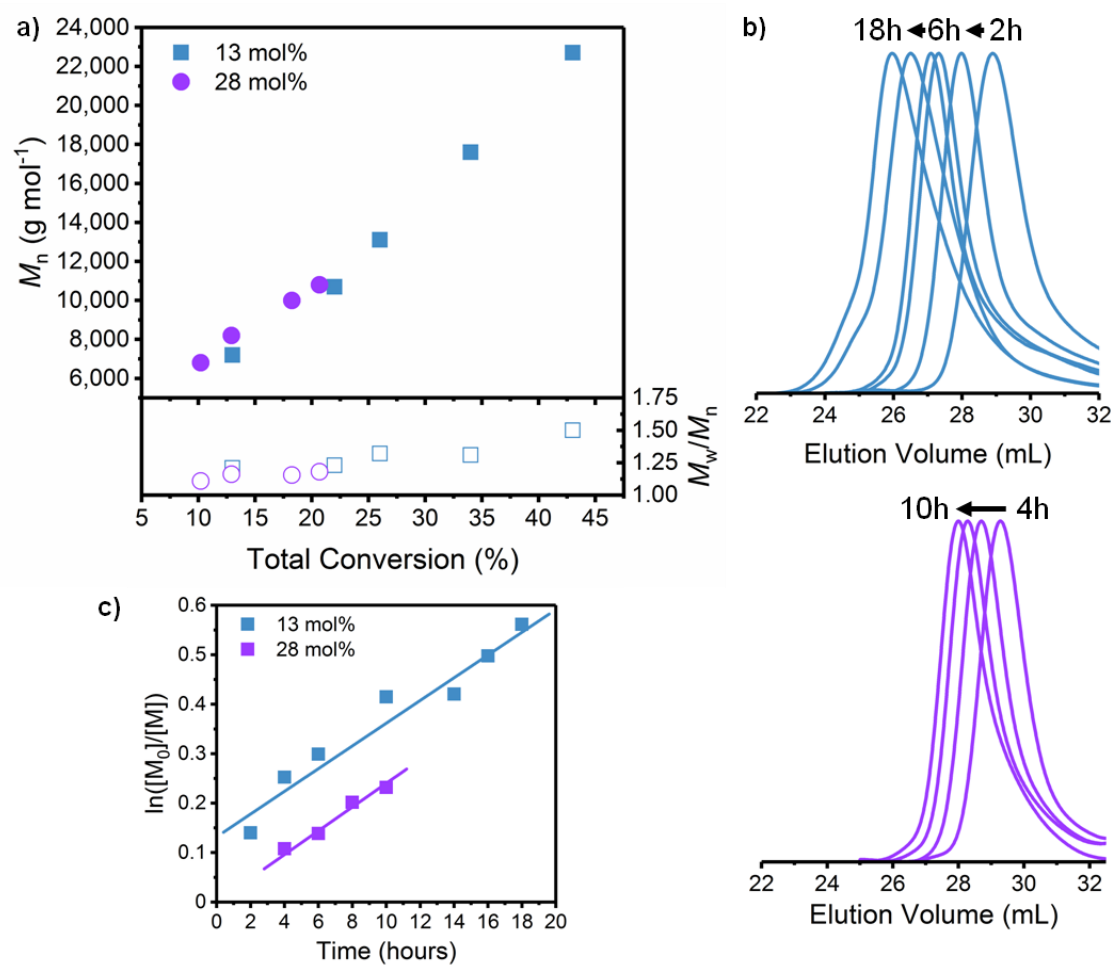 a)
13 mol%
28 mol%
24,000
22,000
20,000
18,000
16,000
14,000
12,000
10,000
8,000
6,000
Mn (g mol⁻¹)
1.75
1.50
1.25
1.00
Mw/Mn
5 10 15 20 25 30 35 40 45
Total Conversion (%)
b)
18h 6h 2h
22 24 26 28 30 32
Elution Volume (mL)
10h 4h
22 24 26 28 30 32
Elution Volume (mL)
c)
13 mol%
28 mol%
0.6
0.5
0.4
0.3
0.2
0.1
0
ln([M₀]/[M])
0 2 4 6 8 10 12 14 16 18 20
Time (hours)